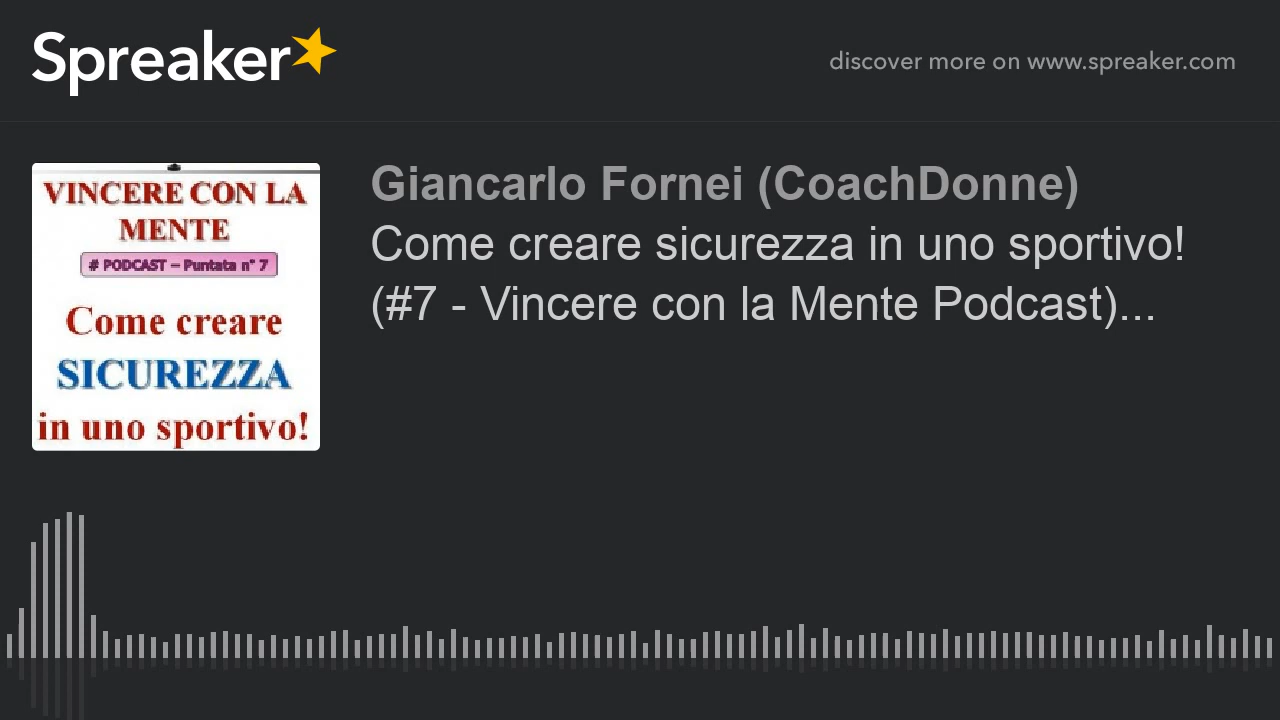 Spreaker
discover more on www.spreaker.com
VINCERE CON LA
MENTE
# PODCAST – Puntata n° 7
Come creare
SICUREZZA
in uno sportivo!
Giancarlo Fornei (CoachDonne)
Come creare sicurezza in uno sportivo!
(#7 - Vincere con la Mente Podcast)...